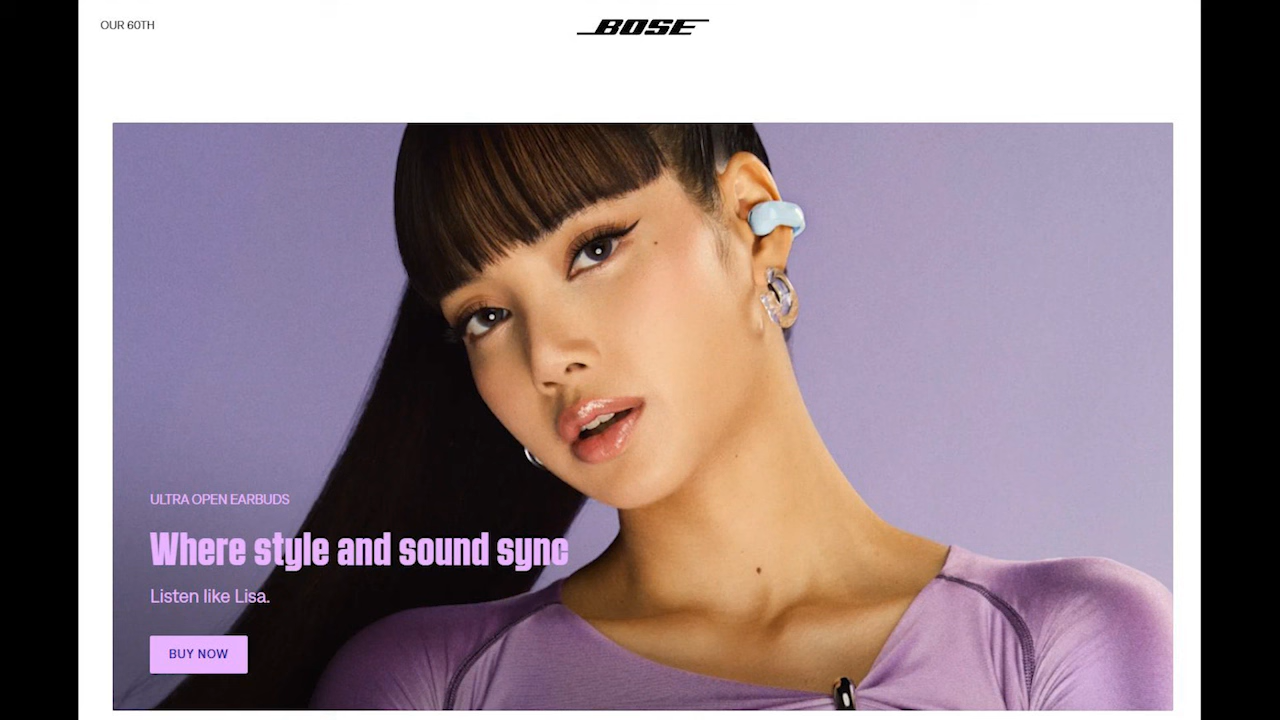 OUR 60TH
BOSE
ULTRA OPEN EARBUDS
Where style and sound sync
Listen like Lisa.
BUY NOW